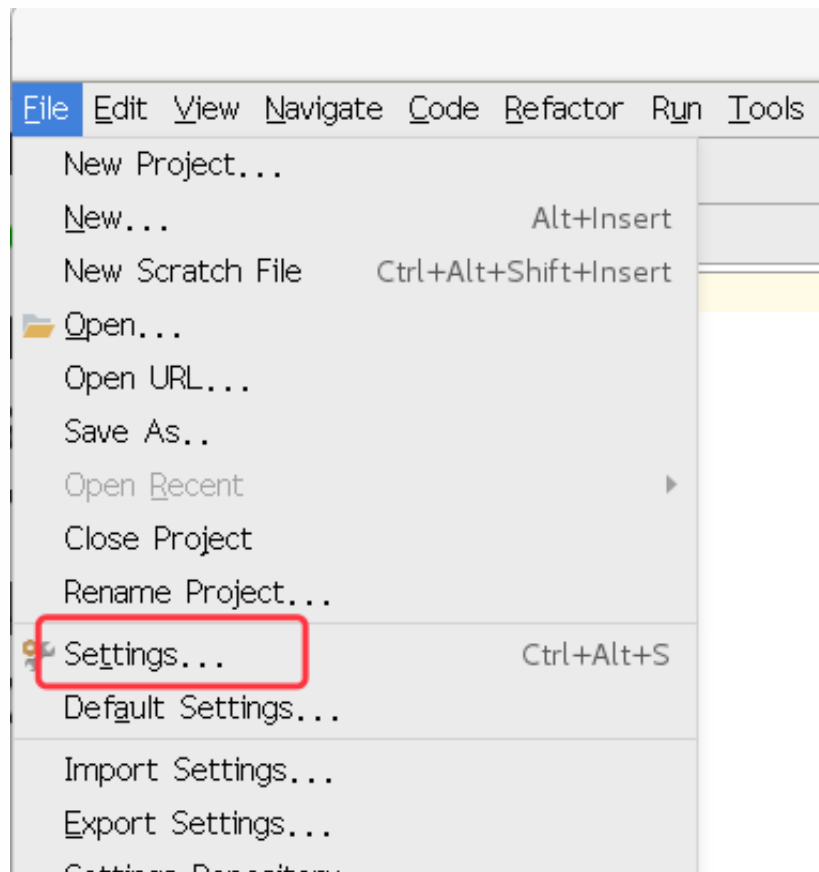 File Edit View Navigate Code Refactor Run Tools
New Project...
New... Alt+Insert
New Scratch File Ctrl+Alt+Shift+Insert
Open...
Open URL...
Save As..
Open Recent
Close Project
Rename Project...
Settings... Ctrl+Alt+S
Default Settings...
Import Settings...
Export Settings...
Settings Repository